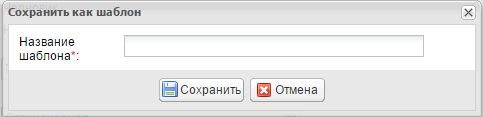 Сохранить как шаблон
Название
шаблона*:
Сохранить
Отмена